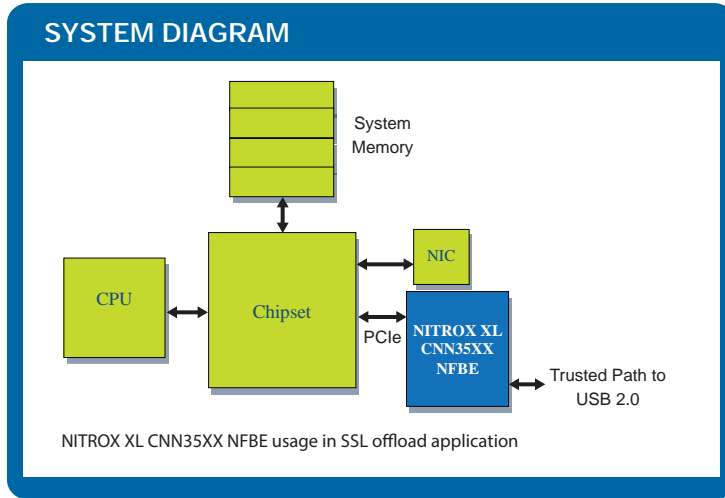 SYSTEM DIAGRAM
System
Memory
NIC
CPU
Chipset
PCIe
NITROX XL
CNN35XX
NFBE
Trusted Path to
USB 2.0
NITROX XL CNN35XX NFBE usage in SSL offload application